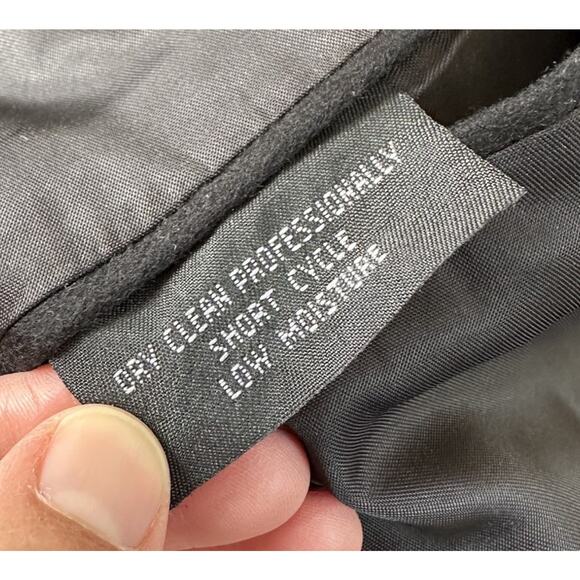 DRY CLEAN PROFESSIONALLY
SHORT CYCLE
LOW MOISTURE